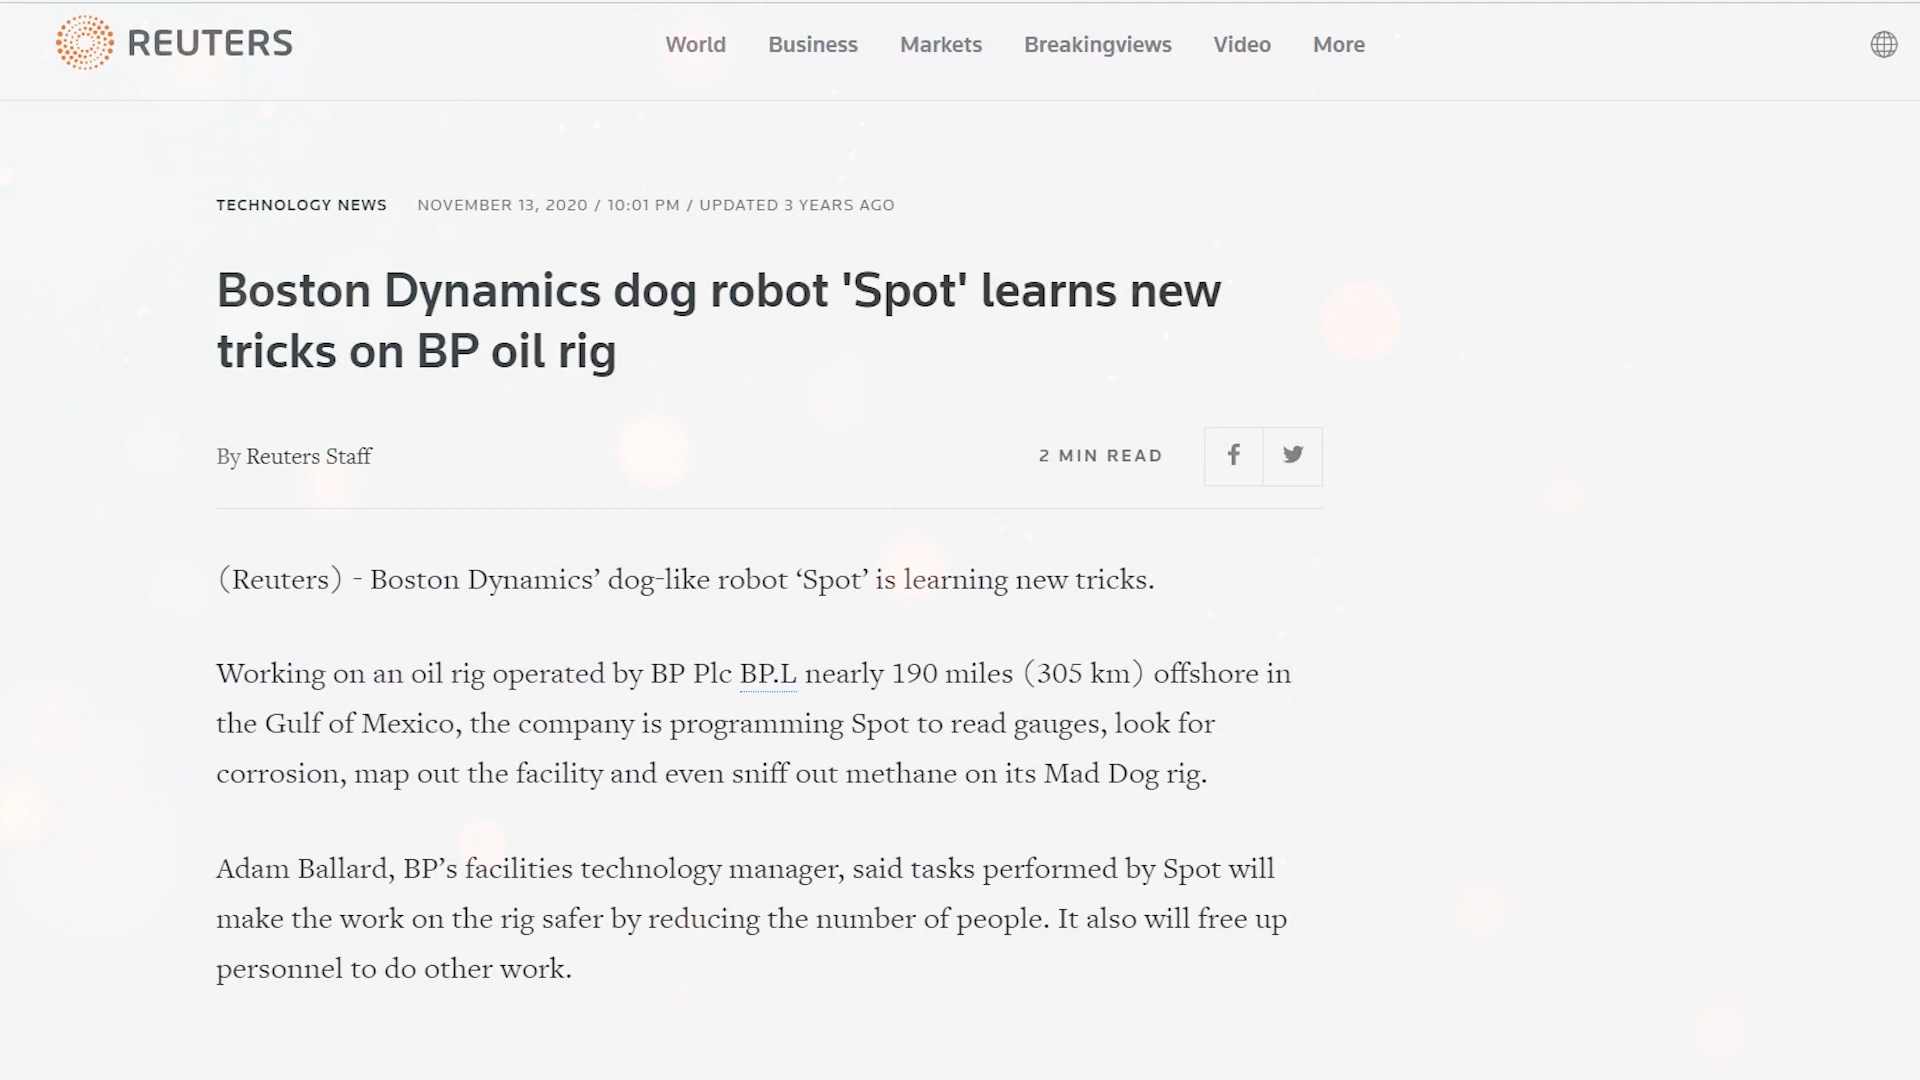 REUTERS
World Business Markets Breakingviews Video More
TECHNOLOGY NEWS NOVEMBER 13, 2020 / 10:01 PM / UPDATED 3 YEARS AGO
Boston Dynamics dog robot 'Spot' learns new
tricks on BP oil rig
By Reuters Staff
2 MIN READ
(Reuters) - Boston Dynamics’ dog-like robot ‘Spot’ is learning new tricks.
Working on an oil rig operated by BP Plc BP.L nearly 190 miles (305 km) offshore in
the Gulf of Mexico, the company is programming Spot to read gauges, look for
corrosion, map out the facility and even sniff out methane on its Mad Dog rig.
Adam Ballard, BP’s facilities technology manager, said tasks performed by Spot will
make the work on the rig safer by reducing the number of people. It also will free up
personnel to do other work.